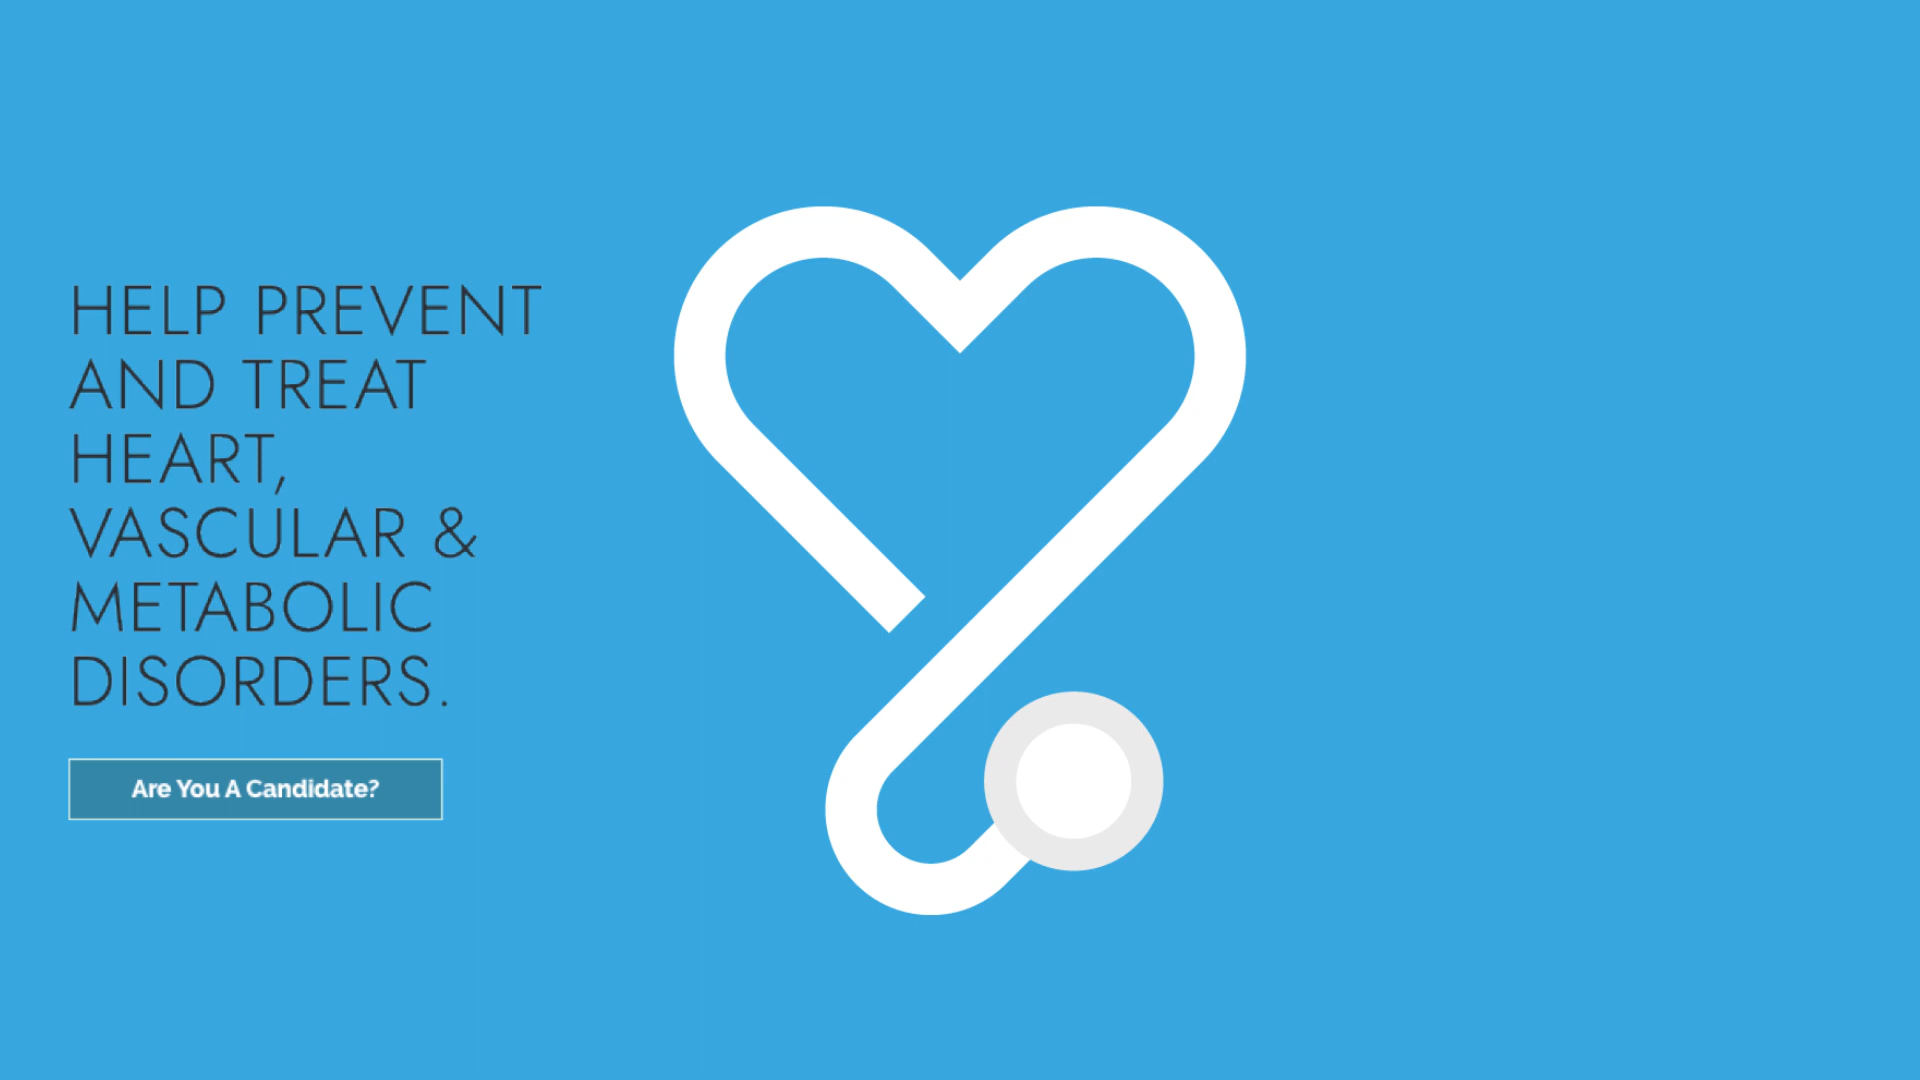 HELP PREVENT
AND TREAT
HEART,
VASCULAR &
METABOLIC
DISORDERS.
Are You A Candidate?